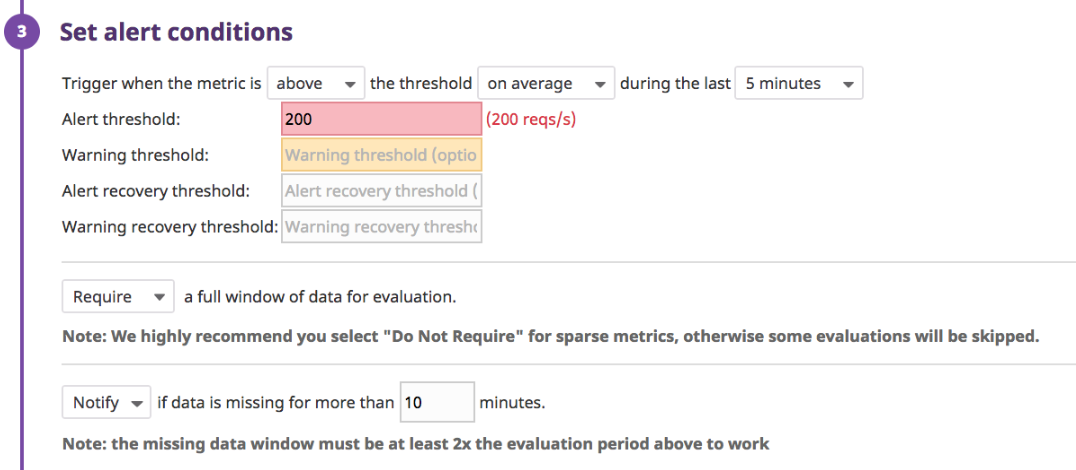 3 Set alert conditions
Trigger when the metric is above the threshold on average during the last 5 minutes
Alert threshold: 200 (200 reqs/s)
Warning threshold: Warning threshold (optio
Alert recovery threshold: Alert recovery threshold (
Warning recovery threshold: Warning recovery thresho
Require a full window of data for evaluation.
Note: We highly recommend you select "Do Not Require" for sparse metrics, otherwise some evaluations will be skipped.
Notify if data is missing for more than 10 minutes.
Note: the missing data window must be at least 2x the evaluation period above to work